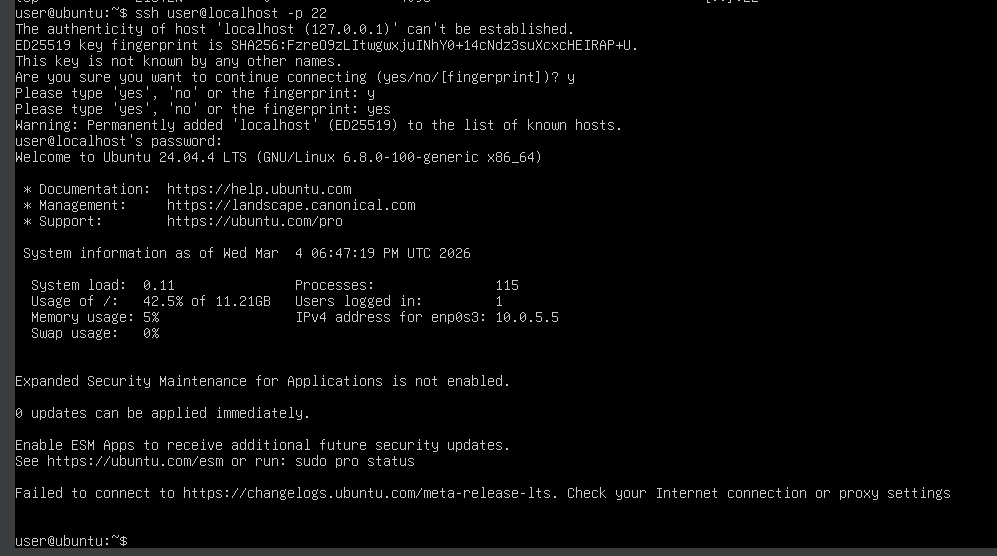 user@ubuntu:~$ ssh user@localhost -p 22
The authenticity of host 'localhost (127.0.0.1)' can't be established.
ED25519 key fingerprint is SHA256:FzreO9zLItwgwxjuINhY0+14cNdz3suXcxcHEIRAP+U.
This key is not known by any other names.
Are you sure you want to continue connecting (yes/no/[fingerprint])? y
Please type 'yes', 'no' or the fingerprint: y
Please type 'yes', 'no' or the fingerprint: yes
Warning: Permanently added 'localhost' (ED25519) to the list of known hosts.
user@localhost's password:
Welcome to Ubuntu 24.04.4 LTS (GNU/Linux 6.8.0-100-generic x86_64)
* Documentation: https://help.ubuntu.com
* Management: https://landscape.canonical.com
* Support: https://ubuntu.com/pro
System information as of Wed Mar 4 06:47:19 PM UTC 2026
System load: 0.11 Processes: 115
Usage of /: 42.5% of 11.21GB Users logged in: 1
Memory usage: 5% IPv4 address for enp0s3: 10.0.5.5
Swap usage: 0%
Expanded Security Maintenance for Applications is not enabled.
0 updates can be applied immediately.
Enable ESM Apps to receive additional future security updates.
See https://ubuntu.com/esm or run: sudo pro status
Failed to connect to https://changelogs.ubuntu.com/meta-release-lts. Check your Internet connection or proxy settings
user@ubuntu:~$